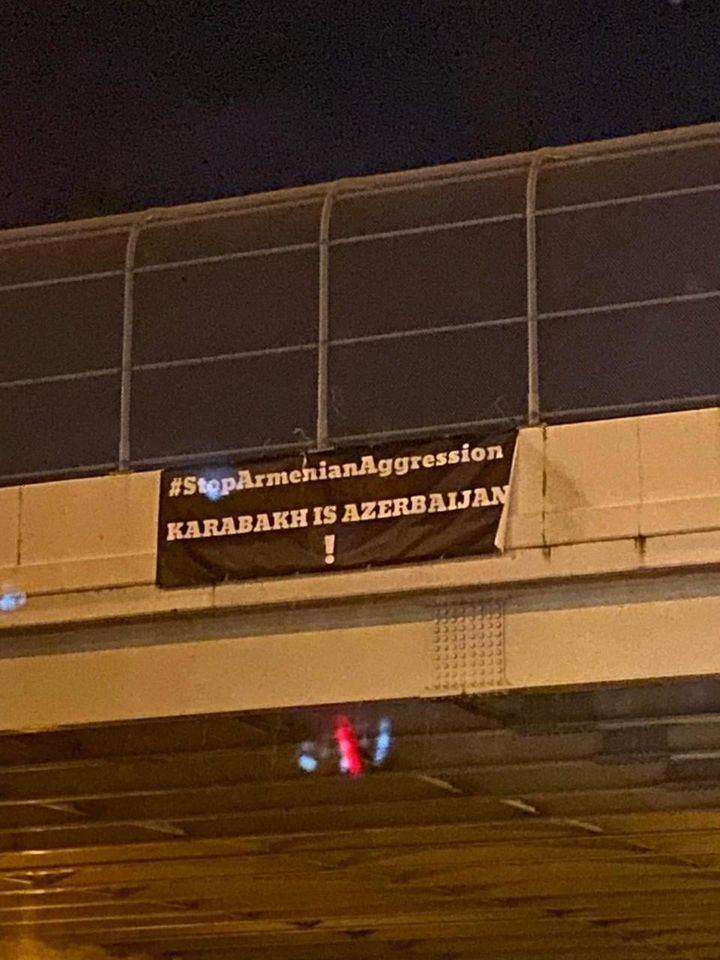 #StopArmenianAggression
KARABAKH IS AZERBAIJAN
!